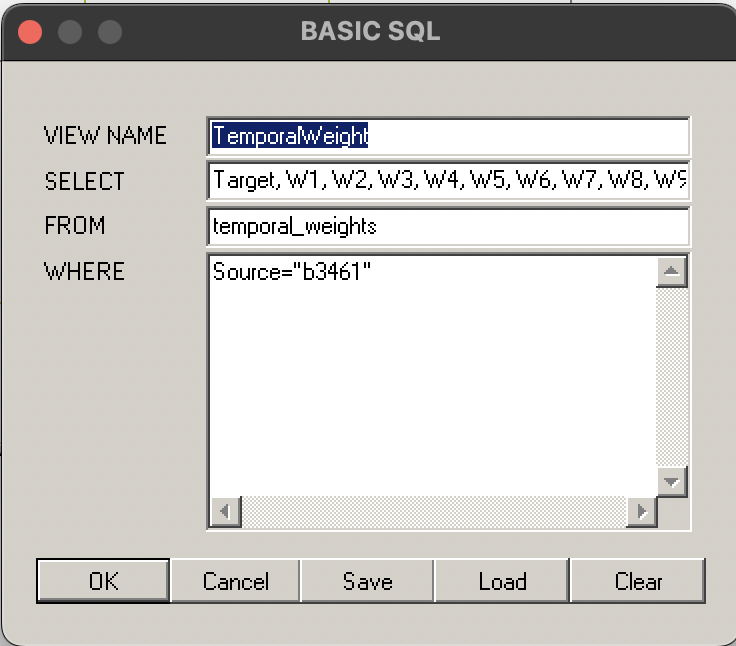 BASIC SQL
VIEW NAME
TemporalWeight
SELECT
Target, W1, W2, W3, W4, W5, W6, W7, W8, W9
FROM
temporal_weights
WHERE
Source="b3461"
OK Cancel Save Load Clear